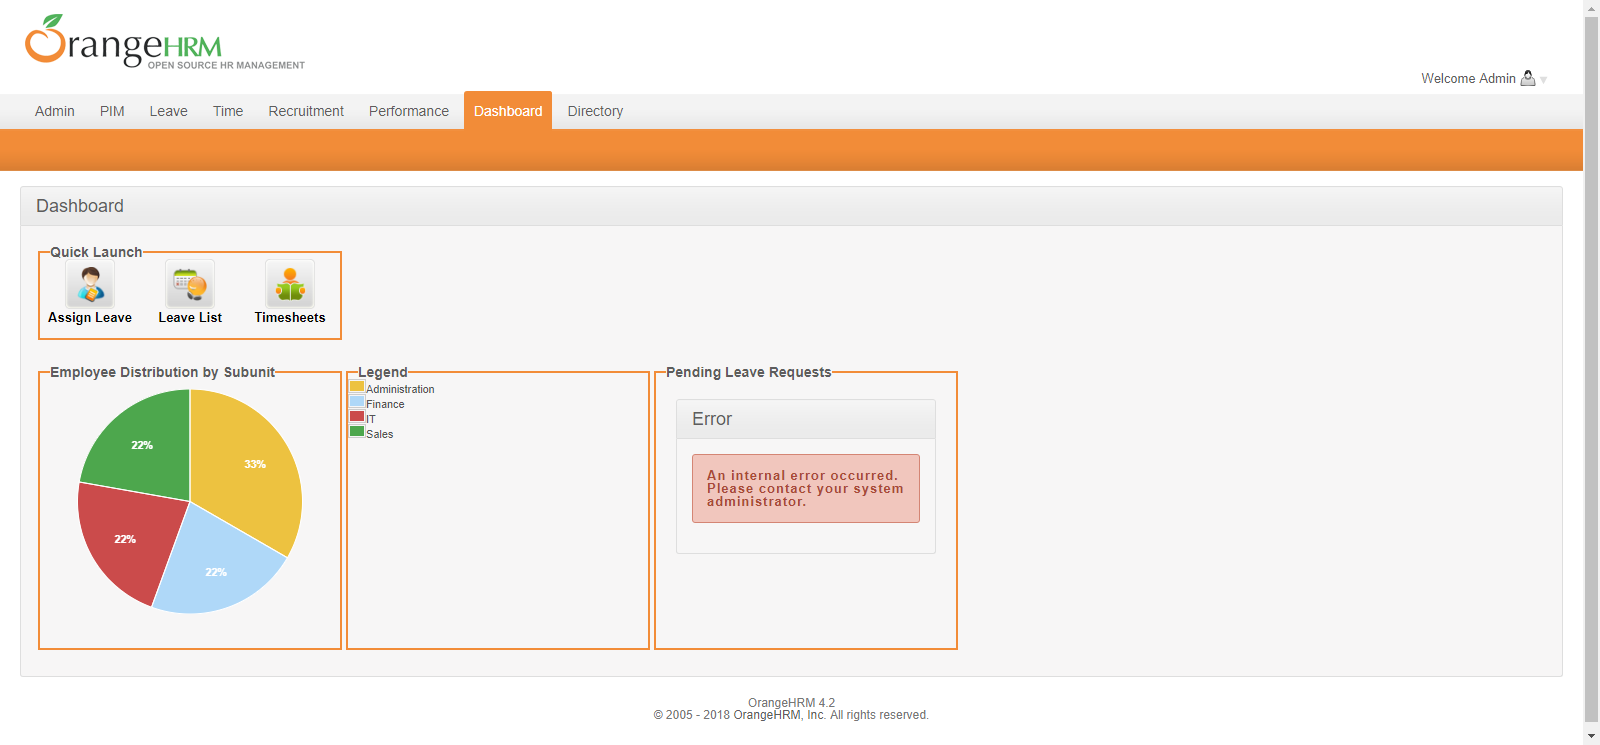 OrangeHRM
OPEN SOURCE HR MANAGEMENT
Welcome Admin
Admin PIM Leave Time Recruitment Performance Dashboard Directory
Dashboard
Quick Launch
Assign Leave Leave List Timesheets
Employee Distribution by Subunit
22%
33%
22%
22%
Legend
Administration
Finance
IT
Sales
Pending Leave Requests
Error
An internal error occurred.
Please contact your system
administrator.
OrangeHRM 4.2
© 2005 - 2018 OrangeHRM, Inc. All rights reserved.